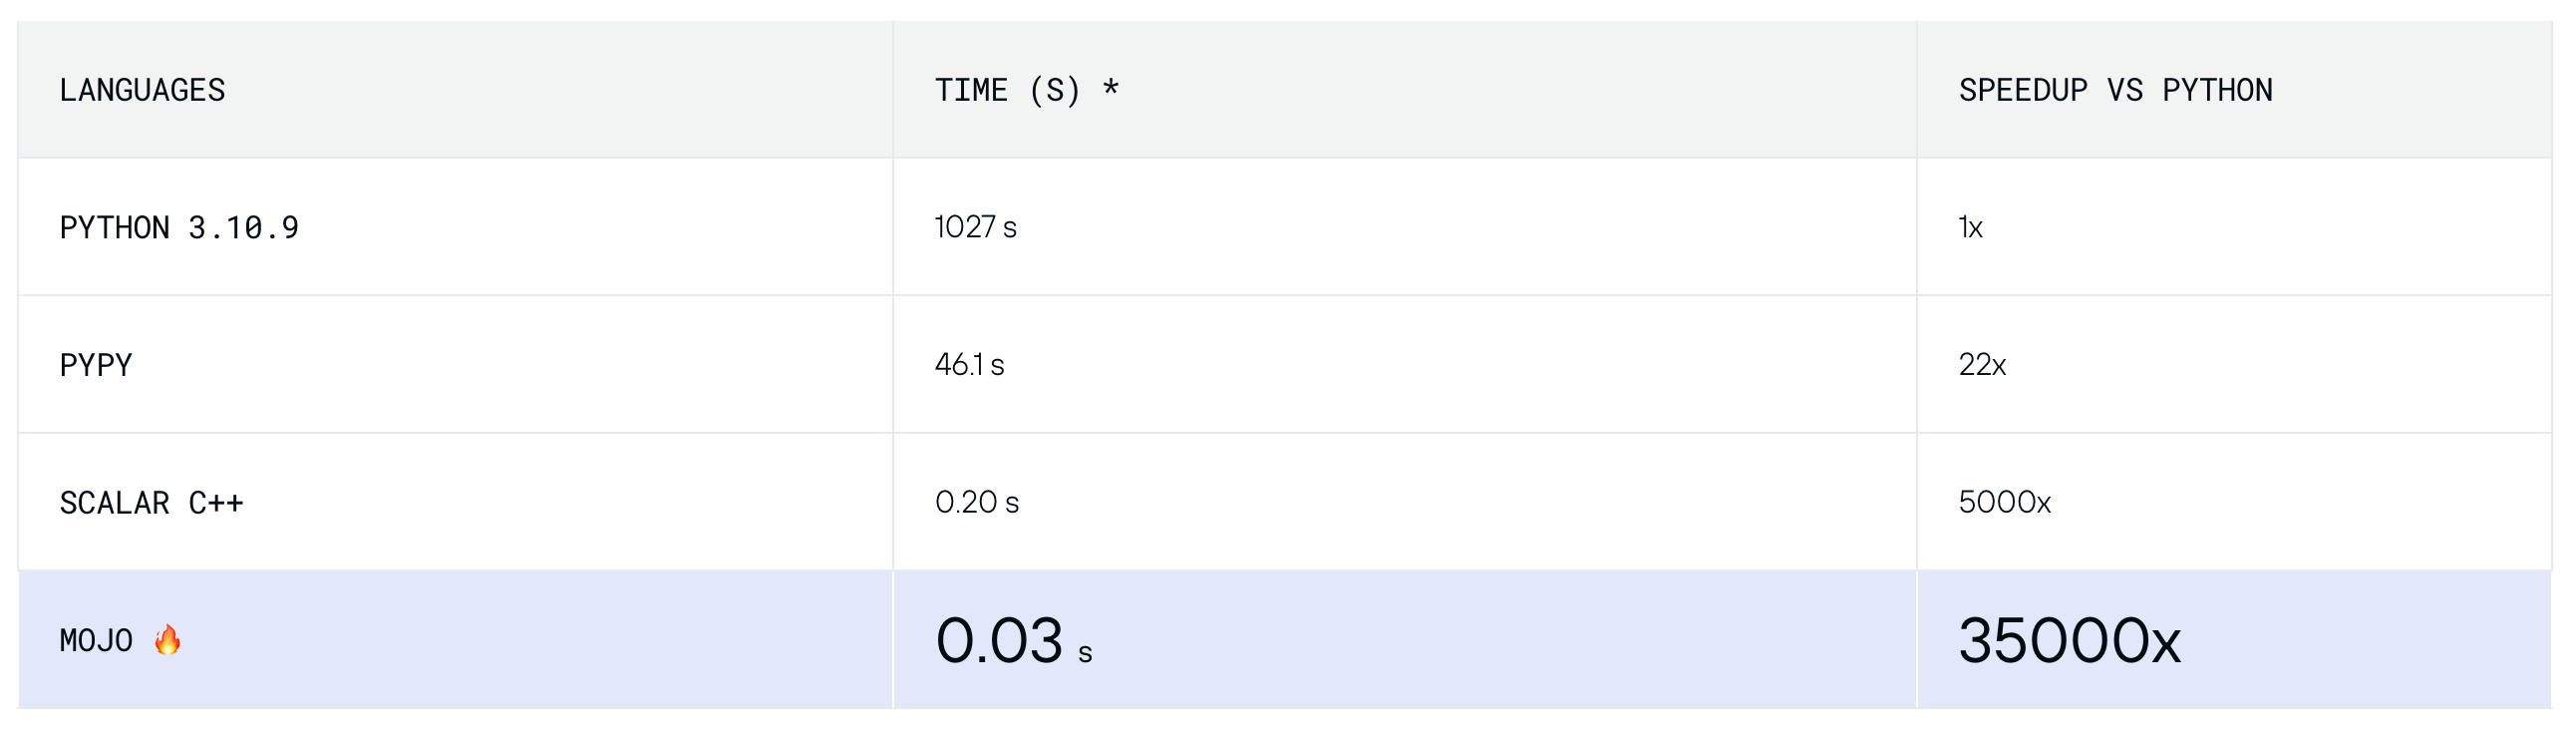 LANGUAGES TIME (S) * SPEEDUP VS PYTHON
PYTHON 3.10.9 1027 s 1x
PYPY 46.1 s 22x
SCALAR C++ 0.20 s 5000x
MOJO 🔥 0.03 s 35000x